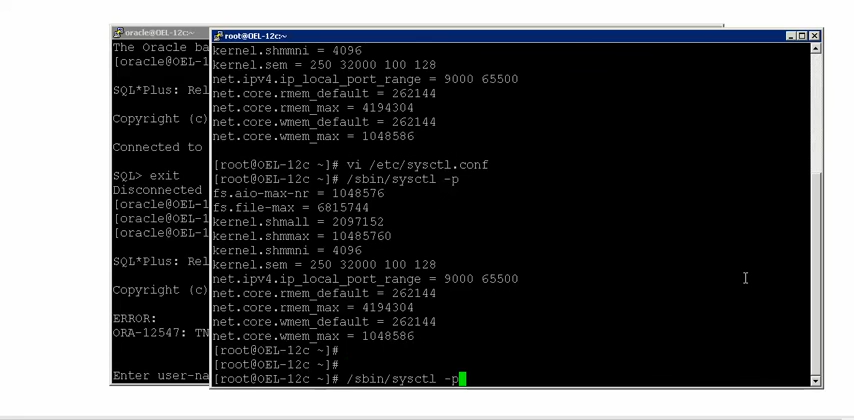 oracle@OEL-12c:~
The Oracle ba
[oracle@OEL-12c
SQL*Plus: Rel
Copyright (c)
Connected to
SQL> exit
Disconnected
[oracle@OEL-12c
[oracle@OEL-12c
[oracle@OEL-12c
SQL*Plus: Rel
Copyright (c)
ERROR:
ORA-12547: TN
Enter user-na
root@OEL-12c:~
kernel.shmmni = 4096
kernel.sem = 250 32000 100 128
net.ipv4.ip_local_port_range = 9000 65500
net.core.rmem_default = 262144
net.core.rmem_max = 4194304
net.core.wmem_default = 262144
net.core.wmem_max = 1048586
[root@OEL-12c ~]# vi /etc/sysctl.conf
[root@OEL-12c ~]# /sbin/sysctl -p
fs.aio-max-nr = 1048576
fs.file-max = 6815744
kernel.shmall = 2097152
kernel.shmmax = 10485760
kernel.shmmni = 4096
kernel.sem = 250 32000 100 128
net.ipv4.ip_local_port_range = 9000 65500
net.core.rmem_default = 262144
net.core.rmem_max = 4194304
net.core.wmem_default = 262144
net.core.wmem_max = 1048586
[root@OEL-12c ~]#
[root@OEL-12c ~]#
[root@OEL-12c ~]# /sbin/sysctl -p